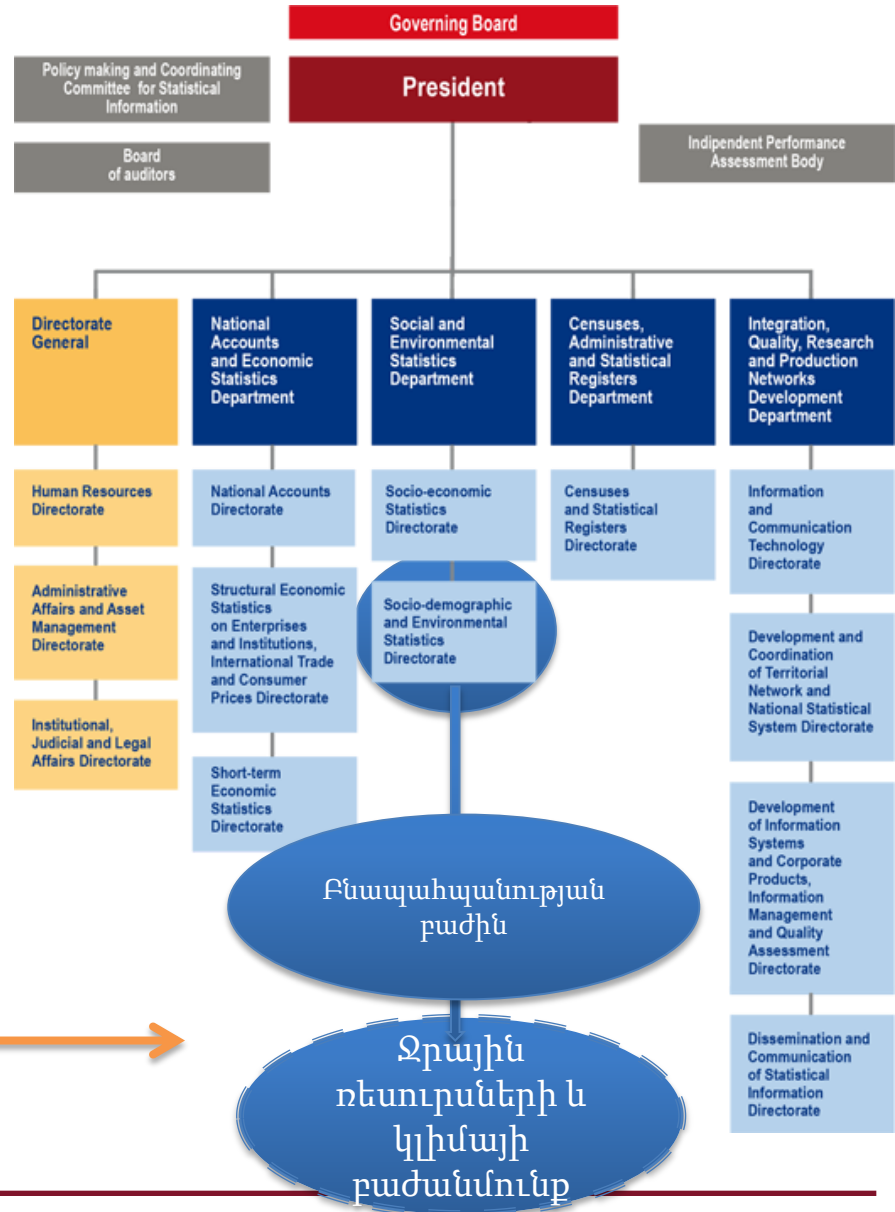 Governing Board
Policy making and Coordinating
Committee for Statistical
Information
President
Board
of auditors
Indipendent Performance
Assessment Body
Directorate
General
National
Accounts
and Economic
Statistics
Department
Social and
Environmental
Statistics
Department
Censuses,
Administrative
and Statistical
Registers
Department
Integration,
Quality, Research
and Production
Networks
Development
Department
Human Resources
Directorate
Administrative
Affairs and Asset
Management
Directorate
Institutional,
Judicial and Legal
Affairs Directorate
National Accounts
Directorate
Structural Economic
Statistics
on Enterprises
and Institutions,
International Trade
and Consumer
Prices Directorate
Short-term
Economic
Statistics
Directorate
Socio-economic
Statistics
Directorate
Socio-demographic
and Environmental
Statistics
Directorate
Բնապահպանության
բաժին
Ջրային
ռեսուրսների և
կլիմայի
բաժանմունք
Censuses
and Statistical
Registers
Directorate
Information
and
Communication
Technology
Directorate
Development and
Coordination
of Territorial
Network and
National Statistical
System Directorate
Development
of Information
Systems
and Corporate
Products,
Information
Management
and Quality
Assessment
Directorate
Dissemination and
Communication
of Statistical
Information
Directorate